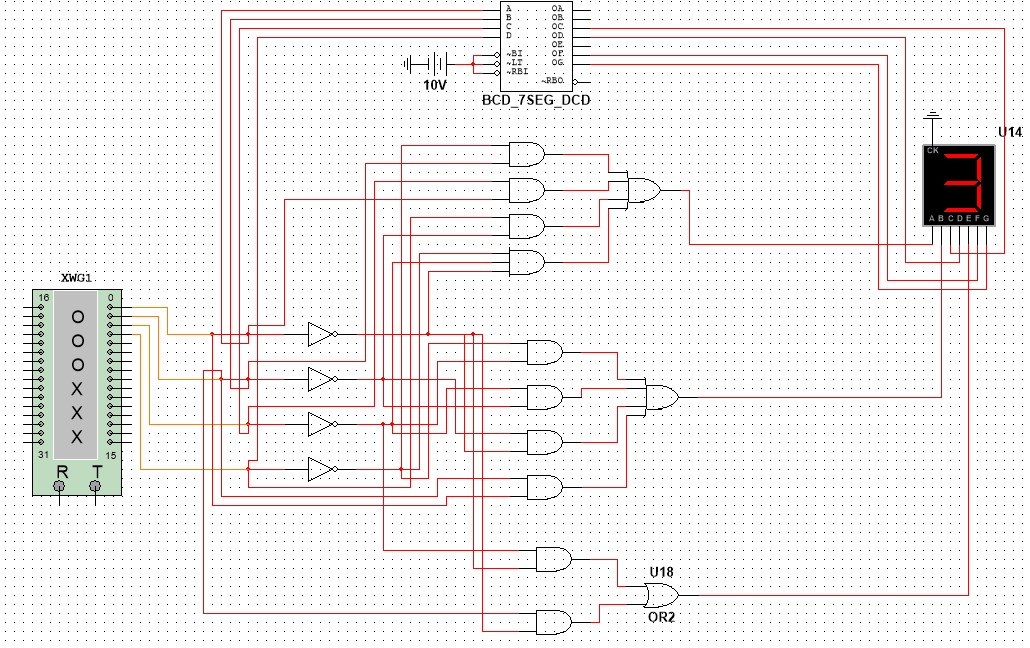 A OA
B OB
C OC
D OD
OE
~BI OF
~LT OG
~RBI
~RBO
10V
BCD_7SEG_DCD
U14
CK
3
A B C D E F G
XWG1
16 0
O
O
O
X
X
X
31 15
R T
U18
OR2